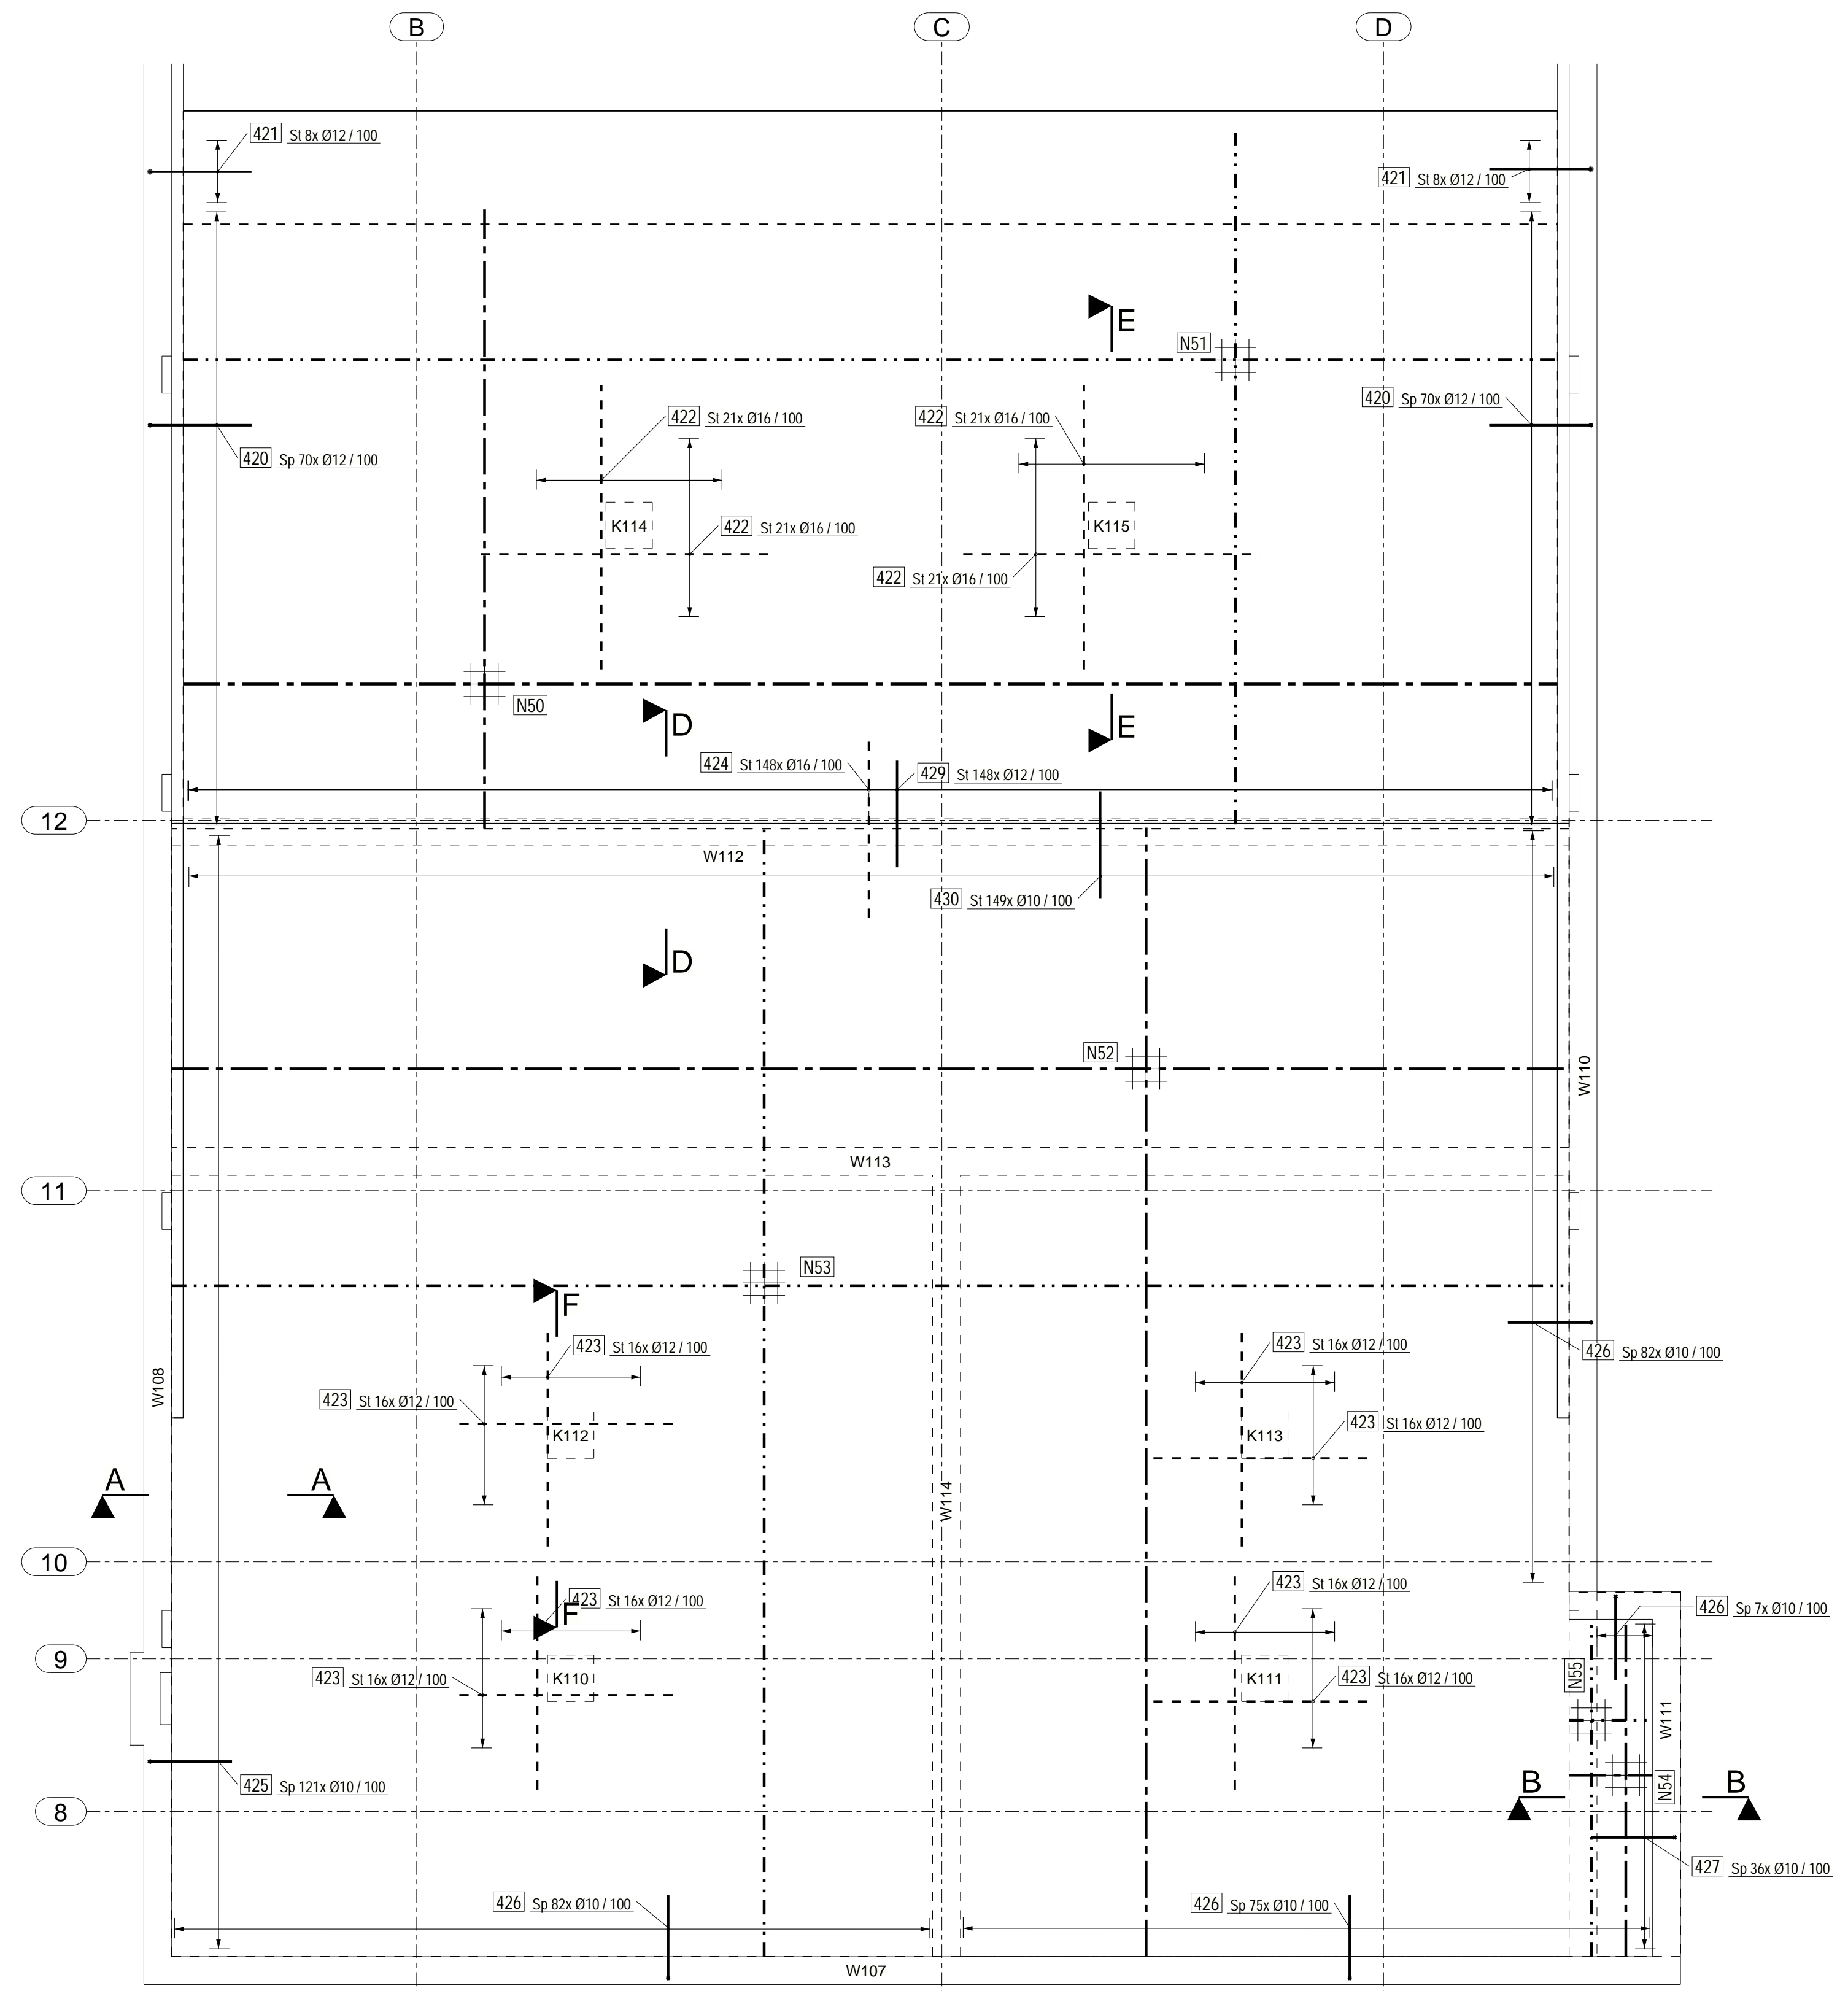 B C D
421 St 8x Ø12 / 100
421 St 8x Ø12 / 100
E
N51
420 Sp 70x Ø12 / 100
422 St 21x Ø16 / 100
422 St 21x Ø16 / 100
420 Sp 70x Ø12 / 100
K114
422 St 21x Ø16 / 100
K115
422 St 21x Ø16 / 100
N50
D
E
424 St 148x Ø16 / 100
429 St 148x Ø12 / 100
12
W112
430 St 149x Ø10 / 100
D
N52
W110
W113
11
N53
F
423 St 16x Ø12 / 100
423 St 16x Ø12 / 100
426 Sp 82x Ø10 / 100
W108
423 St 16x Ø12 / 100
K112
K113
423 St 16x Ø12 / 100
A A
W114
10
423 St 16x Ø12 / 100
F
423 St 16x Ø12 / 100
426 Sp 7x Ø10 / 100
9
423 St 16x Ø12 / 100
K110
K111
423 St 16x Ø12 / 100
N55
W111
425 Sp 121x Ø10 / 100
B B
N54
8
427 Sp 36x Ø10 / 100
426 Sp 82x Ø10 / 100
426 Sp 75x Ø10 / 100
W107